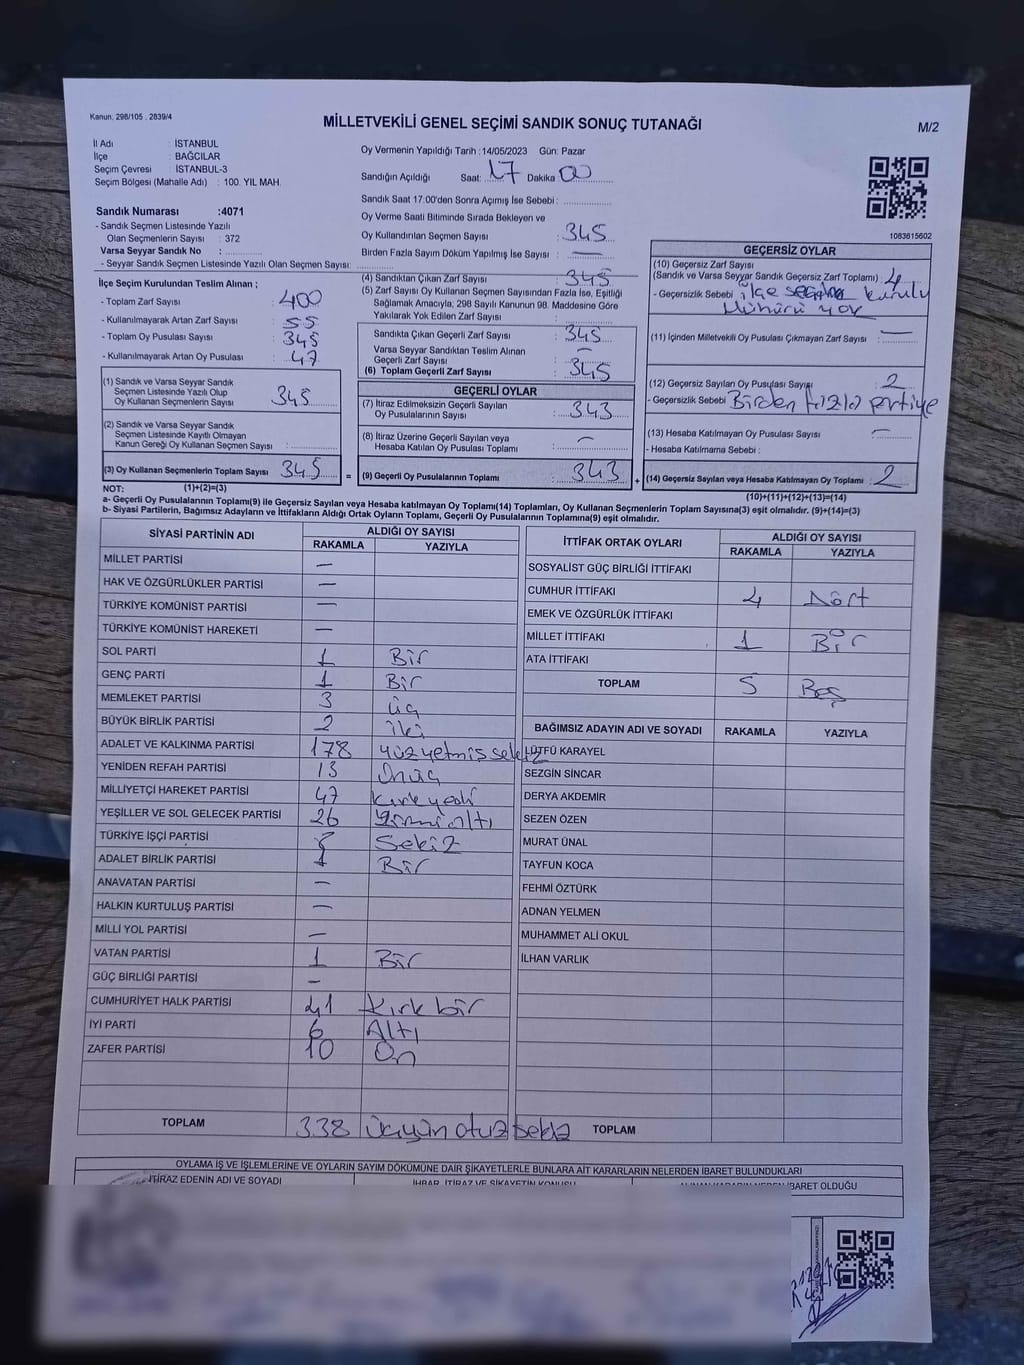 Kanun: 298/105 . 2839/4
MİLLETVEKİLİ GENEL SEÇİMİ SANDIK SONUÇ TUTANAĞI
M/2
İl Adı : İSTANBUL
İlçe : BAĞCILAR
Seçim Çevresi : İSTANBUL-3
Seçim Bölgesi (Mahalle Adı) : 100. YIL MAH.
Oy Vermenin Yapıldığı Tarih :14/05/2023 Gün: Pazar
Sandığın Açıldığı Saat: 17 Dakika 00
Sandık Saat 17.00'den Sonra Açımış İse Sebebi :
Oy Verme Saati Bitiminde Sırada Bekleyen ve
Oy Kullandırılan Seçmen Sayısı : 345
Birden Fazla Sayım Döküm Yapılmış İse Sayısı : —
Sandık Numarası :4071
- Sandık Seçmen Listesinde Yazılı
Olan Seçmenlerin Sayısı : 372
Varsa Seyyar Sandık No :
- Seyyar Sandık Seçmen Listesinde Yazılı Olan Seçmen Sayısı:
1083615602
İlçe Seçim Kurulundan Teslim Alınan ;
- Toplam Zarf Sayısı : 400
- Kullanılmayarak Artan Zarf Sayısı : 55
- Toplam Oy Pusulası Sayısı : 345
- Kullanılmayarak Artan Oy Pusulası : 47
(4) Sandıktan Çıkan Zarf Sayısı : 345
(5) Zarf Sayısı Oy Kullanan Seçmen Sayısından Fazla İse, Eşitliği
Sağlamak Amacıyla, 298 Sayılı Kanunun 98. Maddesine Göre
Yakılarak Yok Edilen Zarf Sayısı :
Sandıkta Çıkan Geçerli Zarf Sayısı : 345
Varsa Seyyar Sandıktan Teslim Alınan
Geçerli Zarf Sayısı : —
(6) Toplam Geçerli Zarf Sayısı : 345
GEÇERSİZ OYLAR
(10) Geçersiz Zarf Sayısı
(Sandık ve Varsa Seyyar Sandık Geçersiz Zarf Toplamı) : 4
- Geçersizlik Sebebi : ilçe seçim kurulu
Mührü yok
(11) İçinden Milletvekili Oy Pusulası Çıkmayan Zarf Sayısı : —
(12) Geçersiz Sayılan Oy Pusulası Sayısı : 2
- Geçersizlik Sebebi : Birden fazla partiye
(13) Hesaba Katılmayan Oy Pusulası Sayısı : —
- Hesaba Katılmama Sebebi :
(14) Geçersiz Sayılan veya Hesaba Katılmayan Oy Toplamı : 2
(10)+(11)+(12)+(13)=(14)
(1) Sandık ve Varsa Seyyar Sandık
Seçmen Listesinde Yazılı Olup
Oy Kullanan Seçmenlerin Sayısı : 345
(2) Sandık ve Varsa Seyyar Sandık
Seçmen Listesinde Kayıtlı Olmayan
Kanun Gereği Oy Kullanan Seçmen Sayısı :
(3) Oy Kullanan Seçmenlerin Toplam Sayısı : 345 =
GEÇERLİ OYLAR
(7) İtiraz Edilmeksizin Geçerli Sayılan
Oy Pusulalarının Sayısı : 343
(8) İtiraz Üzerine Geçerli Sayılan veya
Hesaba Katılan Oy Pusulası Toplamı : —
(9) Geçerli Oy Pusulalarının Toplamı : 343 +
NOT: (1)+(2)=(3)
a- Geçerli Oy Pusulalarının Toplamı(9) ile Geçersiz Sayılan veya Hesaba katılmayan Oy Toplamı(14) Toplamları, Oy Kullanan Seçmenlerin Toplam Sayısına(3) eşit olmalıdır. (9)+(14)=(3)
b- Siyasi Partilerin, Bağımsız Adayların ve İttifakların Aldığı Ortak Oyların Toplamı, Geçerli Oy Pusulalarının Toplamına(9) eşit olmalıdır.
SİYASİ PARTİNİN ADI ALDIĞI OY SAYISI
RAKAMLA YAZIYLA
MİLLET PARTİSİ —
HAK VE ÖZGÜRLÜKLER PARTİSİ —
TÜRKİYE KOMÜNİST PARTİSİ —
TÜRKİYE KOMÜNİST HAREKETİ —
SOL PARTİ 1 Bir
GENÇ PARTİ 1 Bir
MEMLEKET PARTİSİ 3 üç
BÜYÜK BİRLİK PARTİSİ 2 iki
ADALET VE KALKINMA PARTİSİ 178 yüzyetmişsekiz
YENİDEN REFAH PARTİSİ 13 Onüç
MİLLİYETÇİ HAREKET PARTİSİ 47 Kırkyedi
YEŞİLLER VE SOL GELECEK PARTİSİ 26 Yirmialtı
TÜRKİYE İŞÇİ PARTİSİ 8 Sekiz
ADALET BİRLİK PARTİSİ 1 Bir
ANAVATAN PARTİSİ —
HALKIN KURTULUŞ PARTİSİ —
MİLLİ YOL PARTİSİ —
VATAN PARTİSİ 1 Bir
GÜÇ BİRLİĞİ PARTİSİ —
CUMHURİYET HALK PARTİSİ 41 Kırkbir
İYİ PARTİ 6 Altı
ZAFER PARTİSİ 10 On
TOPLAM 338 üçyüzotuzsekiz
İTTİFAK ORTAK OYLARI ALDIĞI OY SAYISI
RAKAMLA YAZIYLA
SOSYALİST GÜÇ BİRLİĞİ İTTİFAKI
CUMHUR İTTİFAKI 4 Dört
EMEK VE ÖZGÜRLÜK İTTİFAKI
MİLLET İTTİFAKI 1 Bir
ATA İTTİFAKI
TOPLAM 5 Beş
BAĞIMSIZ ADAYIN ADI VE SOYADI RAKAMLA YAZIYLA
LÜTFÜ KARAYEL
SEZGİN SİNCAR
DERYA AKDEMİR
SEZEN ÖZEN
MURAT ÜNAL
TAYFUN KOCA
FEHMİ ÖZTÜRK
ADNAN YELMEN
MUHAMMET ALİ OKUL
İLHAN VARLIK
TOPLAM
OYLAMA İŞ VE İŞLEMLERİNE VE OYLARIN SAYIM DÖKÜMÜNE DAİR ŞİKAYETLERLE BUNLARA AİT KARARLARIN NELERDEN İBARET BULUNDUKLARI
İTİRAZ EDENİN ADI VE SOYADI
İHBAR, İTİRAZ VE ŞİKAYETİN KONUSU
ALINAN KARARIN NEDEN İBARET OLDUĞU